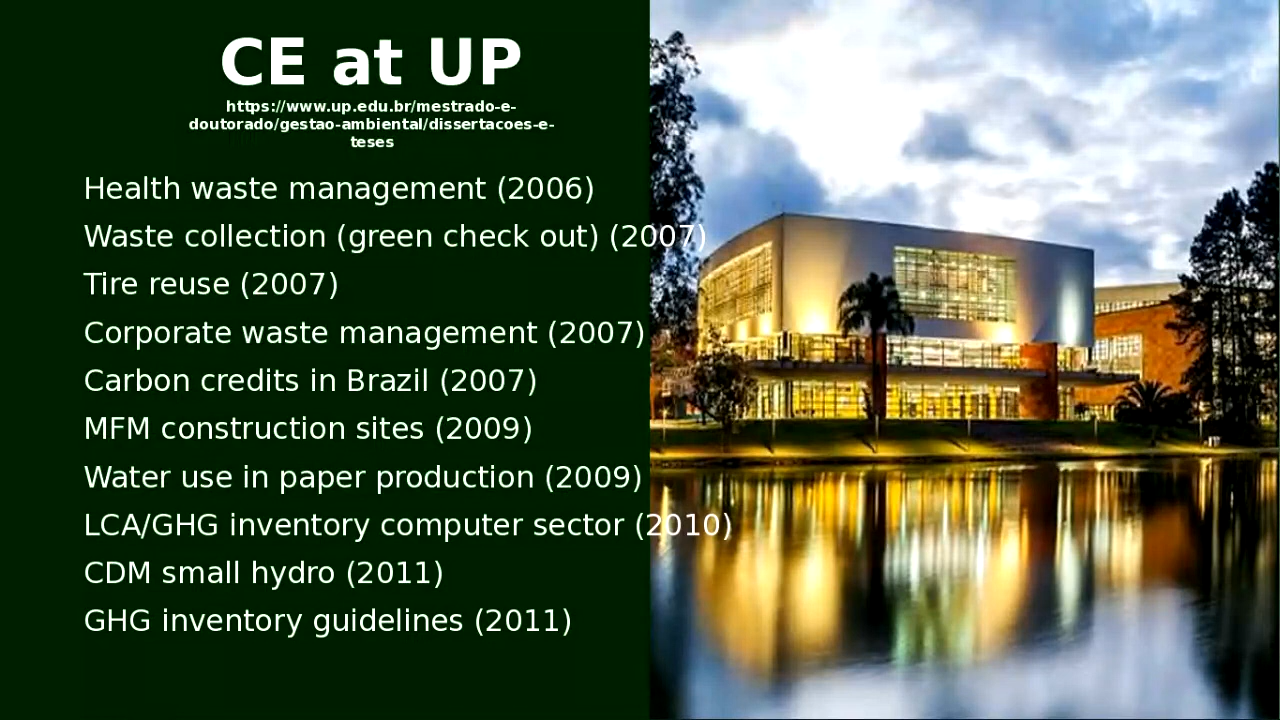 CE at UP
https://www.up.edu.br/mestrado-e-
doutorado/gestao-ambiental/dissertacoes-e-
teses
Health waste management (2006)
Waste collection (green check out) (2007)
Tire reuse (2007)
Corporate waste management (2007)
Carbon credits in Brazil (2007)
MFM construction sites (2009)
Water use in paper production (2009)
LCA/GHG inventory computer sector (2010)
CDM small hydro (2011)
GHG inventory guidelines (2011)